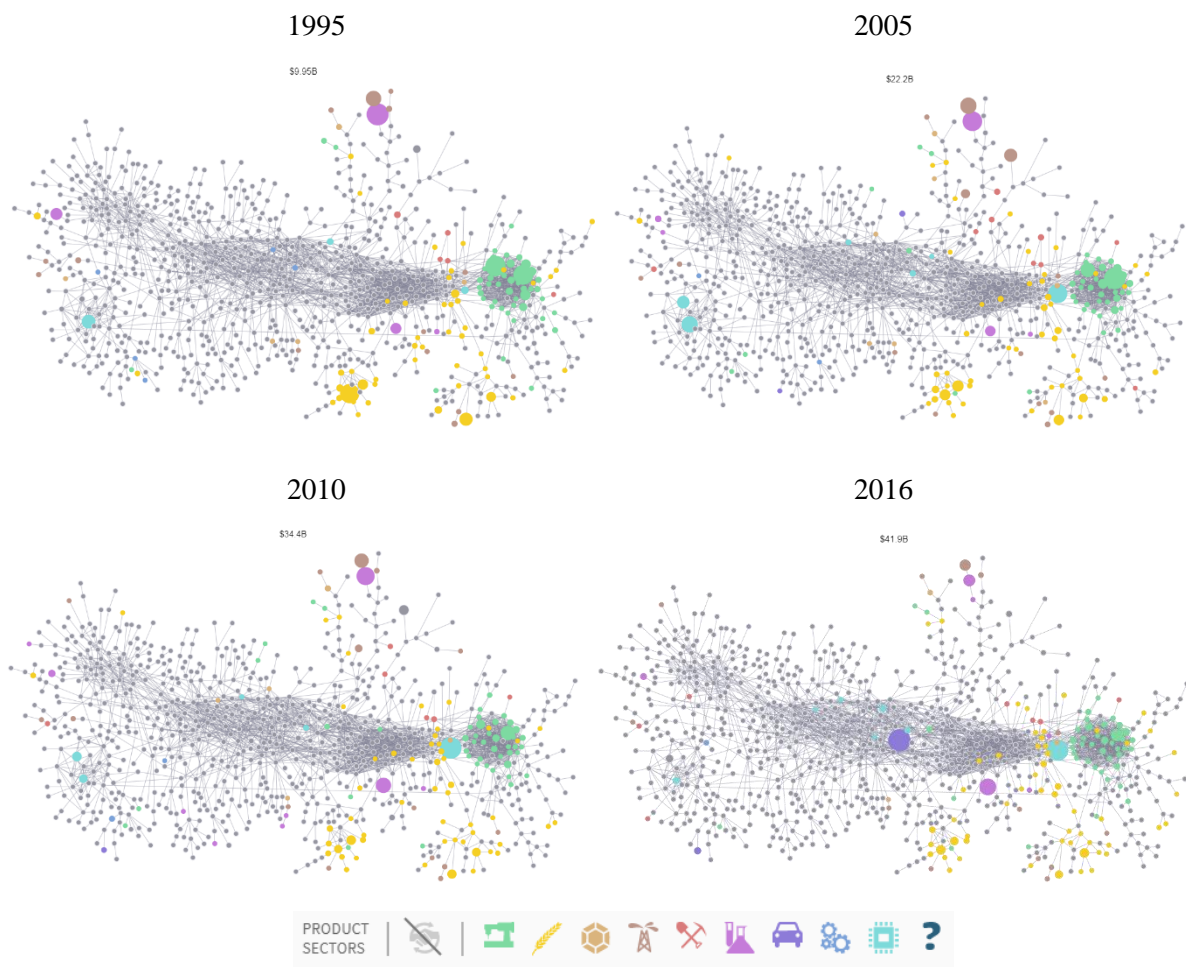 1995
2005
$9.95B
$22.2B
2010
2016
$34.4B
$41.9B
PRODUCT
SECTORS
?